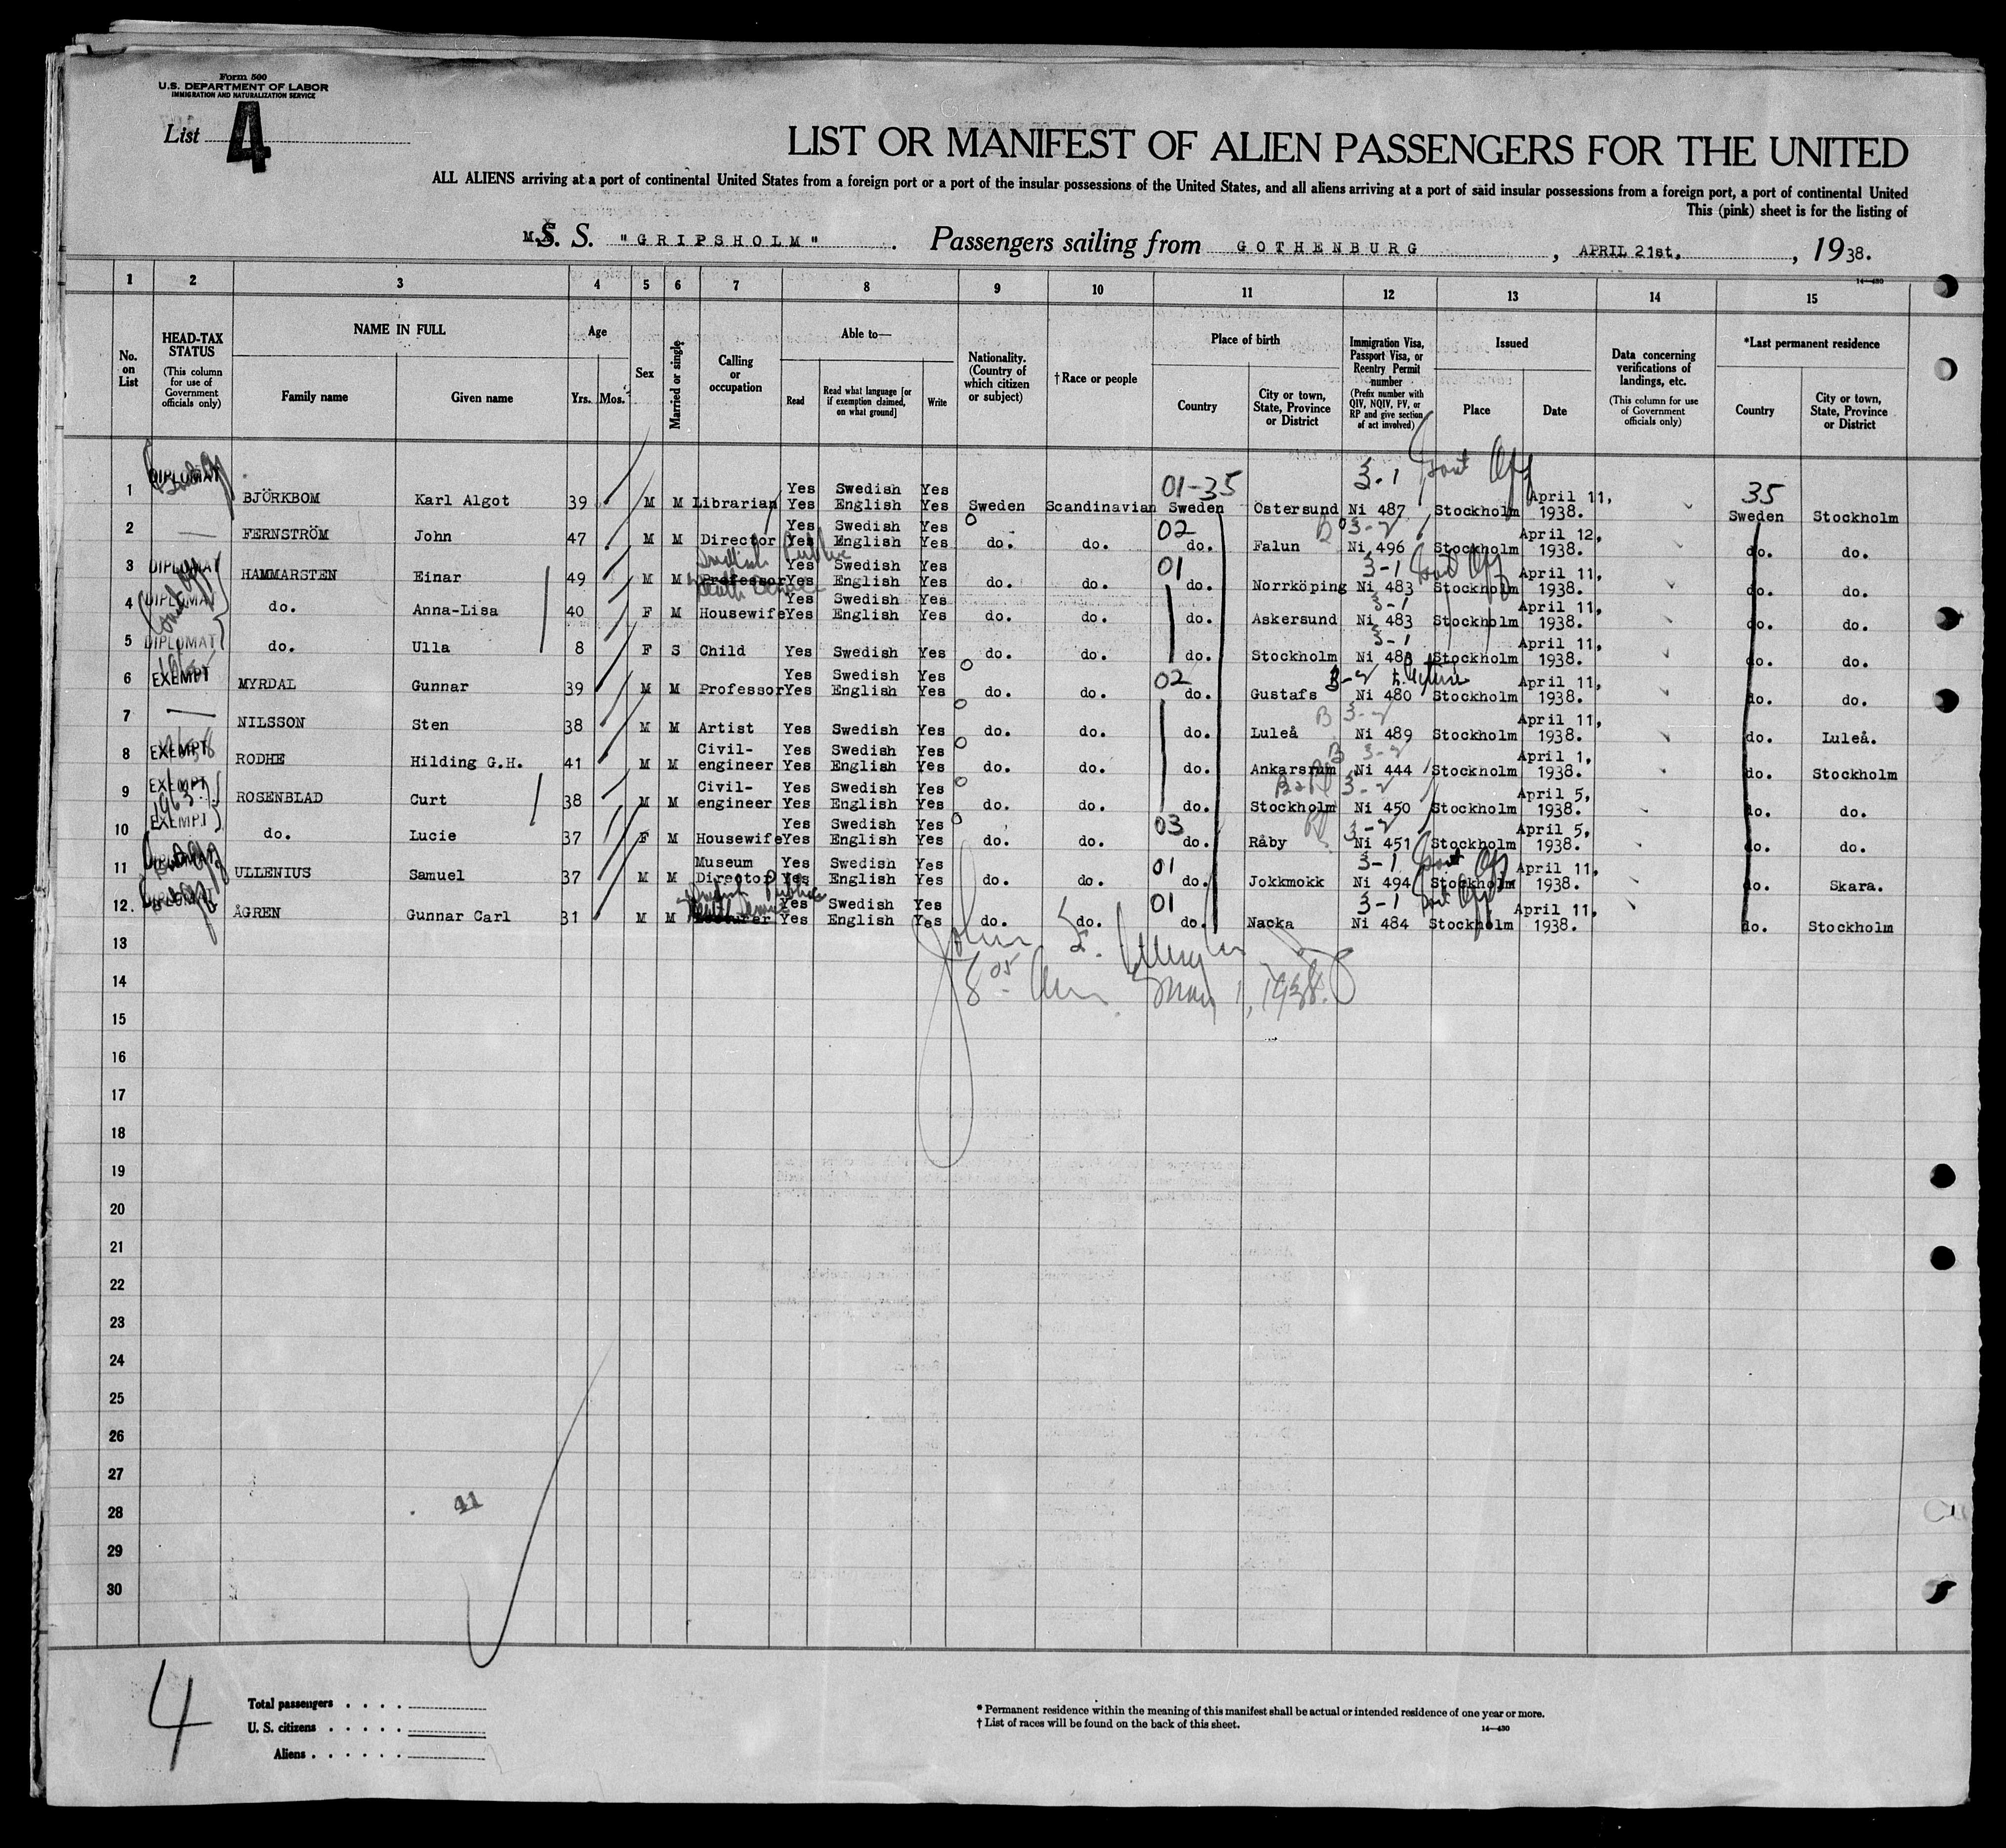 Form 500
U.S. DEPARTMENT OF LABOR
IMMIGRATION AND NATURALIZATION SERVICE
List 4
LIST OR MANIFEST OF ALIEN PASSENGERS FOR THE UNITED
ALL ALIENS arriving at a port of continental United States from a foreign port or a port of the insular possessions of the United States, and all aliens arriving at a port of said insular possessions from a foreign port, a port of continental United
This (pink) sheet is for the listing of
M. S. S. "GRIPSHOLM" Passengers sailing from GOTHENBURG, APRIL 21st, 1938.
14—430
1 2 3 4 5 6 7 8 9 10 11 12 13 14 15
No. on List
HEAD-TAX STATUS (This column for use of Government officials only)
NAME IN FULL
Family name Given name
Age
Yrs. Mos.
Sex
Married or single
Calling or occupation
Able to—
Read Read what language [or if exemption claimed, on what ground] Write
Nationality. (Country of which citizen or subject)
†Race or people
Place of birth
Country City or town, State, Province or District
Immigration Visa, Passport Visa, or Reentry Permit number (Prefix number with QIV, NQIV, PV, or RP and give section of act involved)
Issued
Place Date
Data concerning verifications of landings, etc. (This column for use of Government officials only)
*Last permanent residence
Country City or town, State, Province or District
DIPLOMAT 01-35 3-1 Gout Off 35
Yes Swedish Yes April 11,
1 BJÖRKBOM Karl Algot 39 M M Librarian Yes English Yes Sweden Scandinavian Sweden Östersund Ni 487 Stockholm 1938. Sweden Stockholm
Yes Swedish Yes 02 B 3-2 April 12,
2 — FERNSTRÖM John 47 M M Director Yes English Yes do. do. do. Falun Ni 496 Stockholm 1938. do. do.
DIPLOMAT Swedish Public Yes Swedish Yes 01 3-1 Gout Off April 11,
3 HAMMARSTEN Einar 49 M M Professor Yes English Yes do. do. do. Norrköping Ni 483 Stockholm 1938. do. do.
DIPLOMAT Health Service Yes Swedish Yes 3-1 April 11,
4 do. Anna-Lisa 40 F M Housewife Yes English Yes do. do. do. Askersund Ni 483 Stockholm 1938. do. do.
DIPLOMAT 3-1 April 11,
5 do. Ulla 8 F S Child Yes Swedish Yes do. do. do. Stockholm Ni 483 Stockholm 1938. do. do.
EXEMPT Yes Swedish Yes 02 B-2 Lecture April 11,
6 MYRDAL Gunnar 39 M M Professor Yes English Yes do. do. do. Gustafs Ni 480 Stockholm 1938. do. do.
B 3-2 April 11,
7 — NILSSON Sten 38 M M Artist Yes Swedish Yes do. do. do. Luleå Ni 489 Stockholm 1938. do. Luleå.
EXEMPT Civil- Yes Swedish Yes B 3-2 April 1,
8 RODHE Hilding G.H. 41 M M engineer Yes English Yes do. do. do. Ankarsrum Ni 444 Stockholm 1938. do. Stockholm
EXEMPT Civil- Yes Swedish Yes 3-2 April 5,
9 ROSENBLAD Curt 38 M M engineer Yes English Yes do. do. do. Stockholm Ni 450 Stockholm 1938. do. do.
EXEMPT Yes Swedish Yes 03 3-2 April 5,
10 do. Lucie 37 F M Housewife Yes English Yes do. do. do. Råby Ni 451 Stockholm 1938. do. do.
Museum Yes Swedish Yes 01 3-1 Gout Off April 11,
11 ULLENIUS Samuel 37 M M Director Yes English Yes do. do. do. Jokkmokk Ni 494 Stockholm 1938. do. Skara.
Swedish Public Health Service Yes Swedish Yes 01 3-1 Gout Off April 11,
12. ÅGREN Gunnar Carl 31 M M Yes English Yes do. do. do. Nacka Ni 484 Stockholm 1938. do. Stockholm
13
John
14
8 05 Am. May 1, 1938.
15
16
17
18
19
20
21
22
23
24
25
26
27
28 41
29
30
4
Total passengers
U. S. citizens
Aliens
* Permanent residence within the meaning of this manifest shall be actual or intended residence of one year or more.
† List of races will be found on the back of this sheet.
14—430